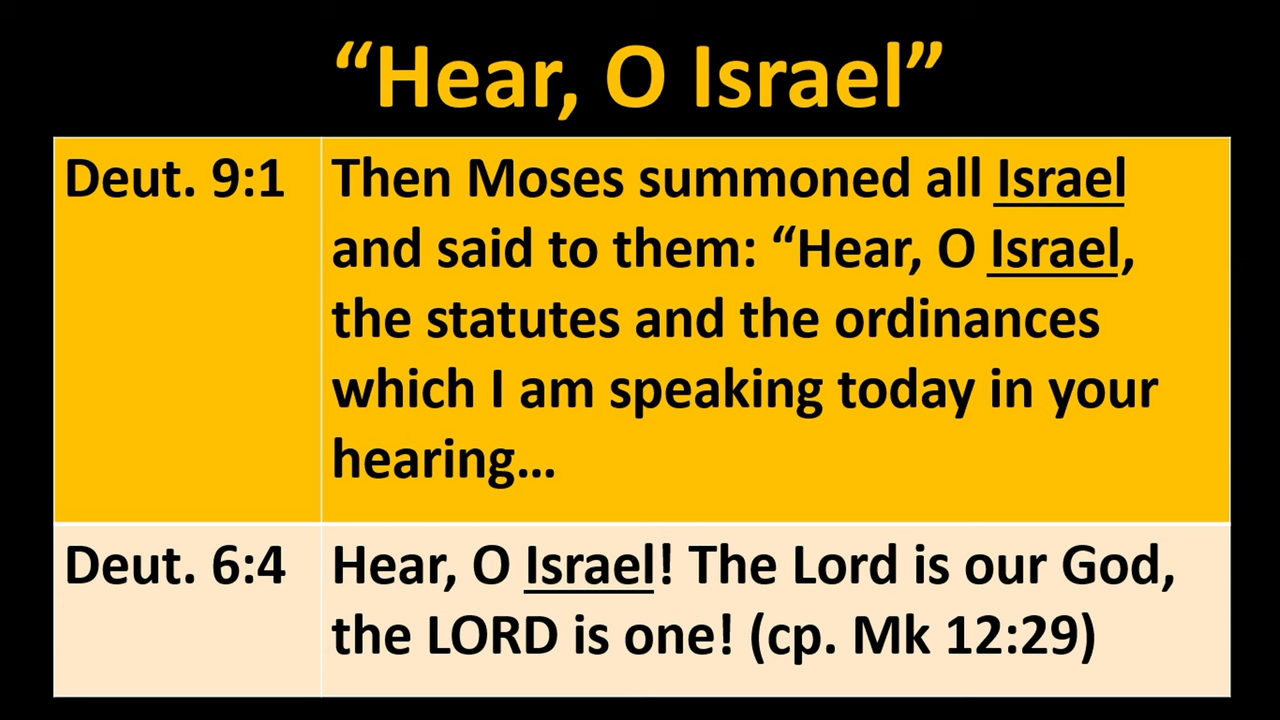 “Hear, O Israel”
Deut. 9:1
Then Moses summoned all Israel
and said to them: “Hear, O Israel,
the statutes and the ordinances
which I am speaking today in your
hearing…
Deut. 6:4
Hear, O Israel! The Lord is our God,
the LORD is one! (cp. Mk 12:29)